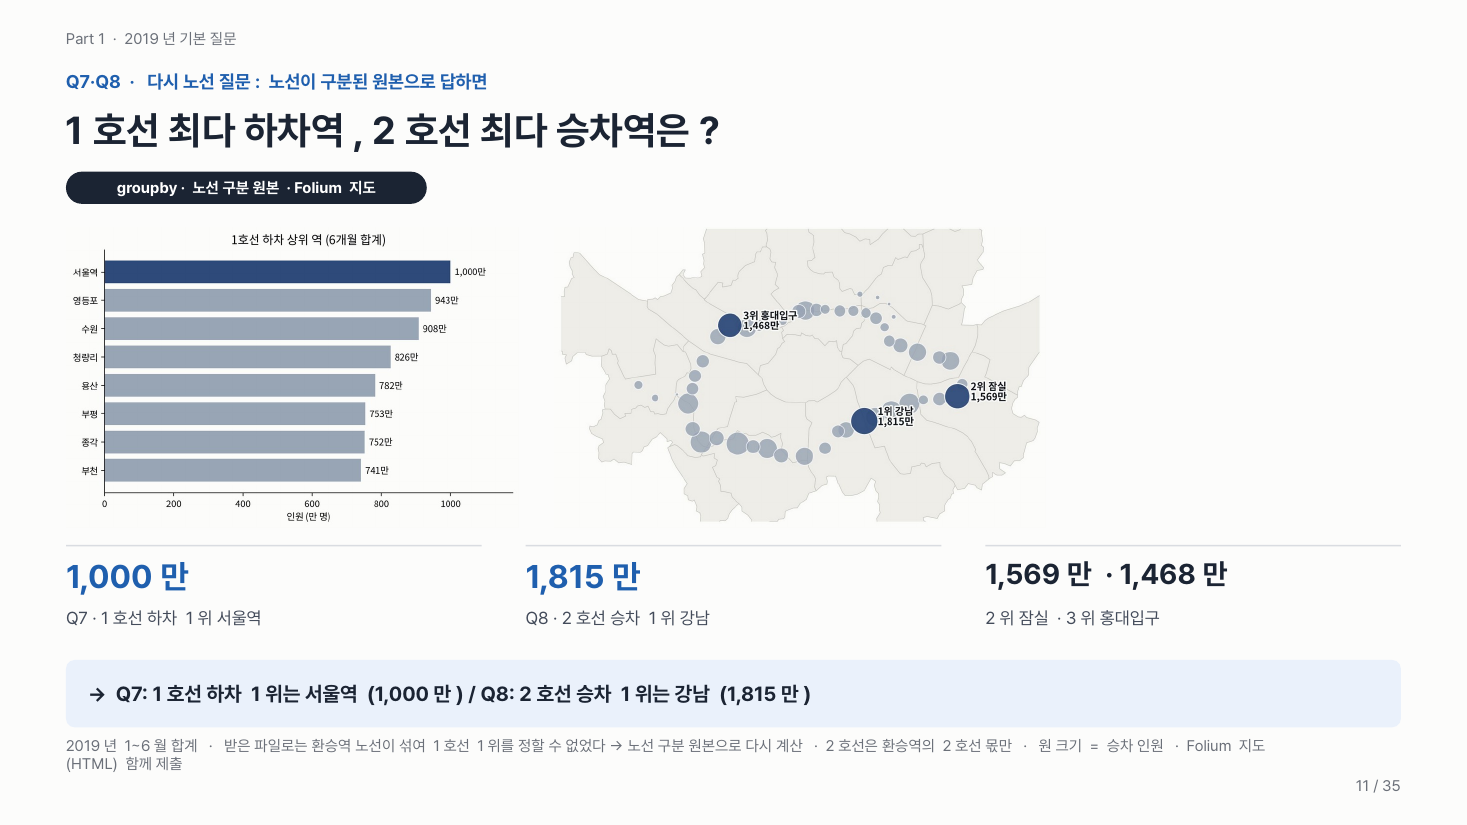 Part 1 · 2019 년 기본 질문
Q7·Q8 · 다시 노선 질문 : 노선이 구분된 원본으로 답하면
1 호선 최다 하차역 , 2 호선 최다 승차역은 ?
groupby · 노선 구분 원본 · Folium 지도
1호선 하차 상위 역 (6개월 합계)
서울역 1,000만
영등포 943만
수원 908만
청량리 826만
용산 782만
부평 753만
종각 752만
부천 741만
0 200 400 600 800 1000
인원 (만 명)
3위 홍대입구
1,468만
2위 잠실
1,569만
1위 강남
1,815만
1,000 만
Q7 · 1 호선 하차 1 위 서울역
1,815 만
Q8 · 2 호선 승차 1 위 강남
1,569 만 · 1,468 만
2 위 잠실 · 3 위 홍대입구
→ Q7: 1 호선 하차 1 위는 서울역 (1,000 만 ) / Q8: 2 호선 승차 1 위는 강남 (1,815 만 )
2019 년 1~6 월 합계 · 받은 파일로는 환승역 노선이 섞여 1 호선 1 위를 정할 수 없었다 → 노선 구분 원본으로 다시 계산 · 2 호선은 환승역의 2 호선 몫만 · 원 크기 = 승차 인원 · Folium 지도
(HTML) 함께 제출
11 / 35